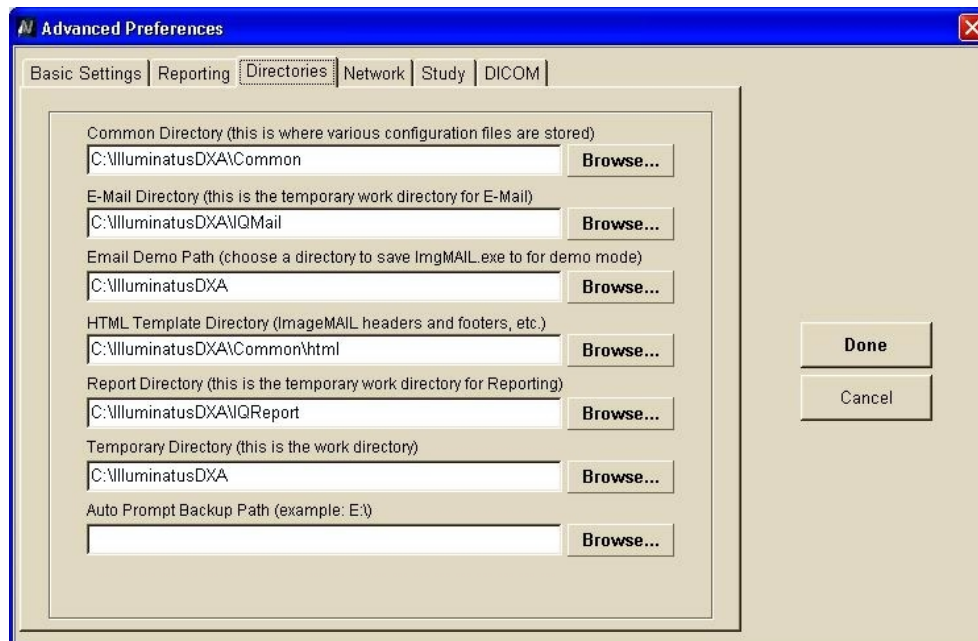 Advanced Preferences
Basic Settings Reporting Directories Network Study DICOM
Common Directory (this is where various configuration files are stored)
C:\IlluminatusDXA\Common Browse...
E-Mail Directory (this is the temporary work directory for E-Mail)
C:\IlluminatusDXA\IQMail Browse...
Email Demo Path (choose a directory to save ImgMAIL.exe to for demo mode)
C:\IlluminatusDXA Browse...
HTML Template Directory (ImageMAIL headers and footers, etc.)
C:\IlluminatusDXA\Common\html Browse...
Report Directory (this is the temporary work directory for Reporting)
C:\IlluminatusDXA\IQReport Browse...
Temporary Directory (this is the work directory)
C:\IlluminatusDXA Browse...
Auto Prompt Backup Path (example: E:\)
Browse...
Done
Cancel